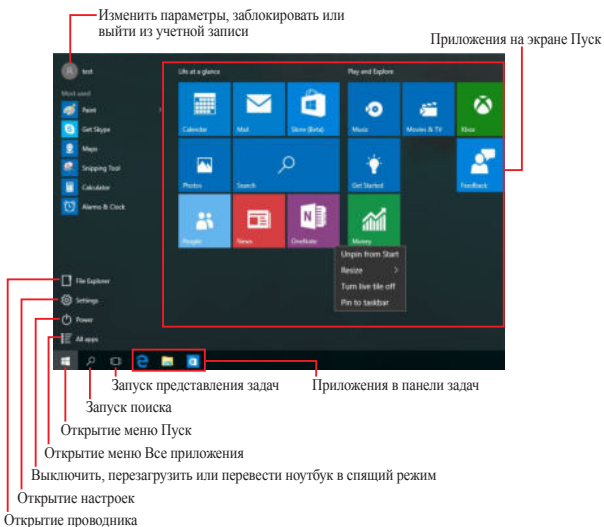 Изменить параметры, заблокировать или
выйти из учетной записи
Приложения на экране Пуск
test
Life at a glance
Play and Explore
Most used
Paint
Get Skype
Maps
Snipping Tool
Calculator
Alarms & Clock
Calendar
Mail
Store (Beta)
Music
Movies & TV
Xbox
Photos
Search
Get Started
Feedback
People
News
OneNote
Money
Unpin from Start
Resize
Turn live tile off
Pin to taskbar
File Explorer
Settings
Power
All apps
Запуск представления задач
Приложения в панели задач
Запуск поиска
Открытие меню Пуск
Открытие меню Все приложения
Выключить, перезагрузить или перевести ноутбук в спящий режим
Открытие настроек
Открытие проводника